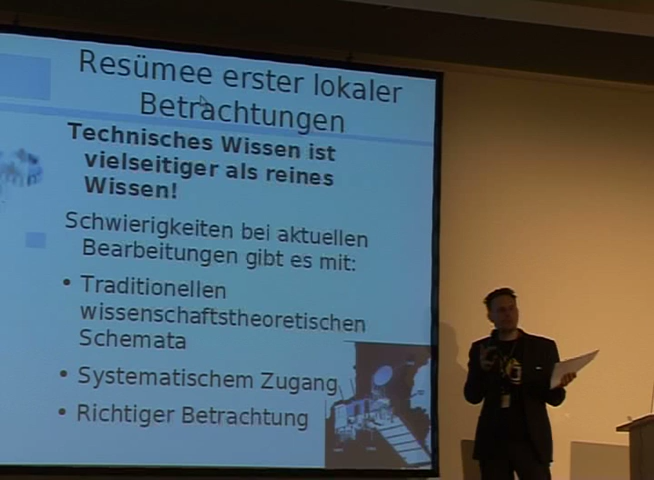 Resümee erster lokaler
Betrachtungen
Technisches Wissen ist
vielseitiger als reines
Wissen!
Schwierigkeiten bei aktuellen
Bearbeitungen gibt es mit:
• Traditionellen
wissenschaftstheoretischen
Schemata
• Systematischem Zugang
• Richtiger Betrachtung